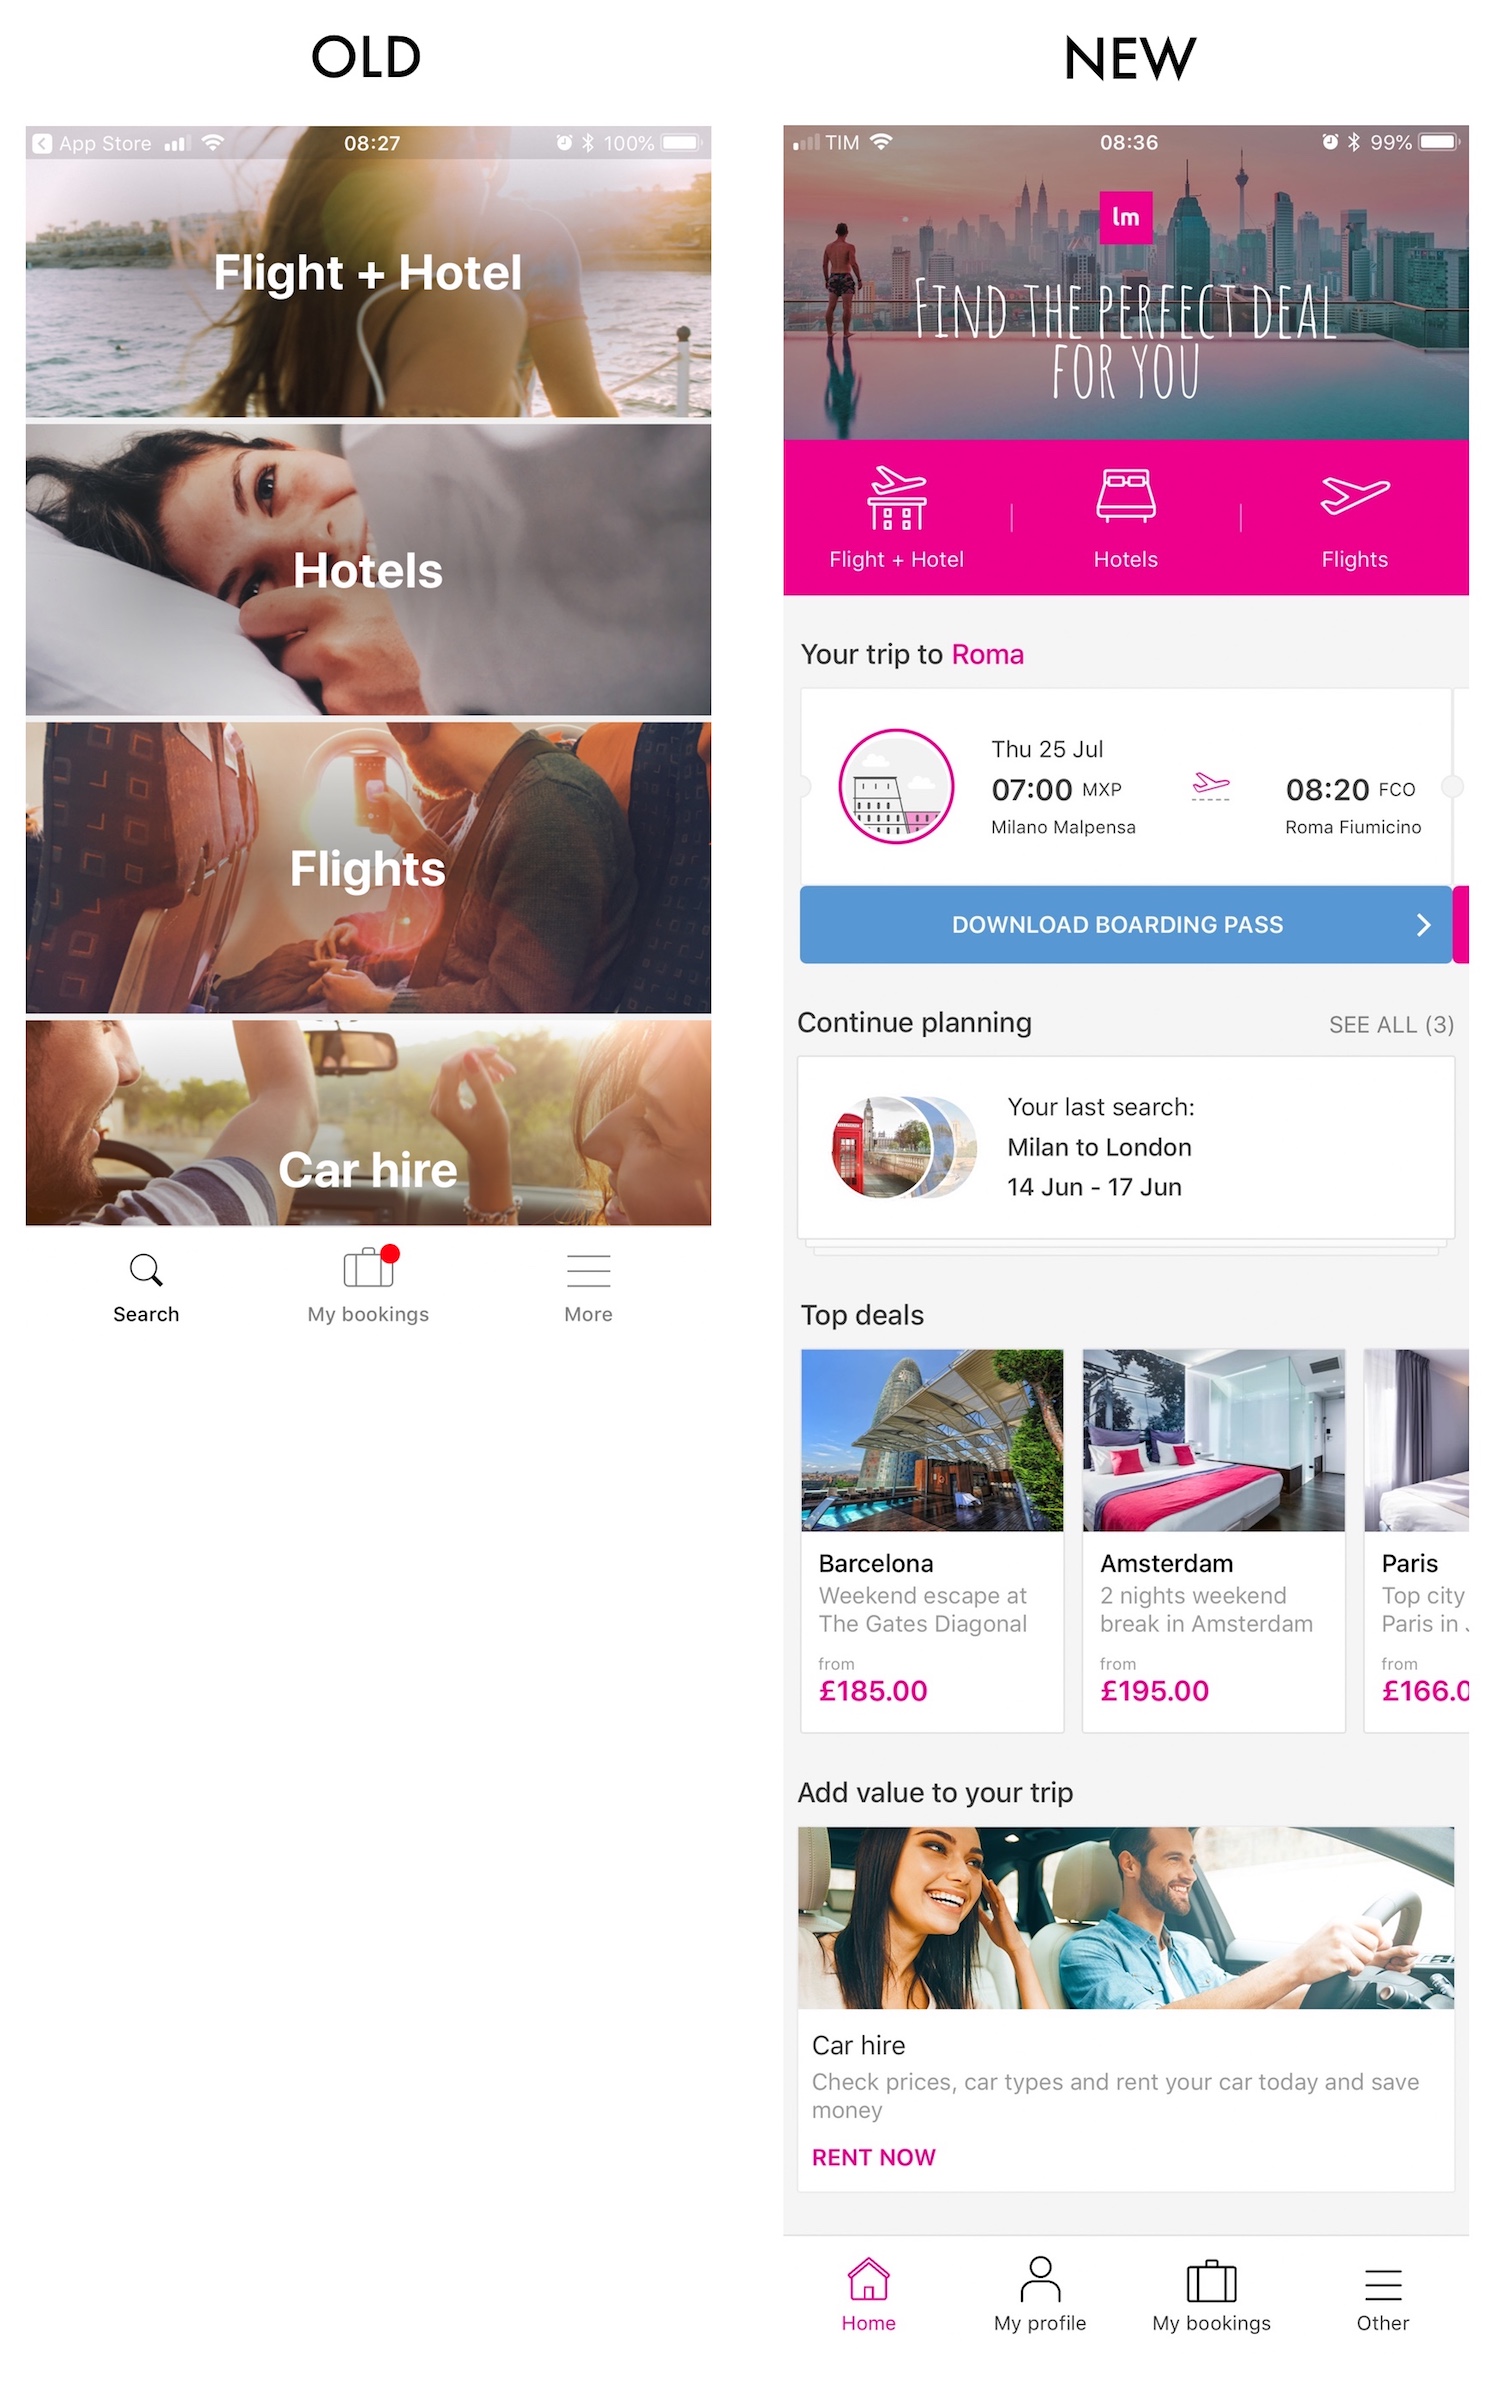 OLD
App Store
08:27
100%
Flight + Hotel
Hotels
Flights
Car hire
Search
My bookings
More
NEW
TIM
08:36
99%
lm
FIND THE PERFECT DEAL
FOR YOU
Flight + Hotel
Hotels
Flights
Your trip to Roma
Thu 25 Jul
07:00 MXP
08:20 FCO
Milano Malpensa
Roma Fiumicino
DOWNLOAD BOARDING PASS
Continue planning
SEE ALL (3)
Your last search:
Milan to London
14 Jun - 17 Jun
Top deals
Barcelona
Weekend escape at
The Gates Diagonal
from
£185.00
Amsterdam
2 nights weekend
break in Amsterdam
from
£195.00
Paris
Top city
Paris in
from
£166.0
Add value to your trip
Car hire
Check prices, car types and rent your car today and save
money
RENT NOW
Home
My profile
My bookings
Other